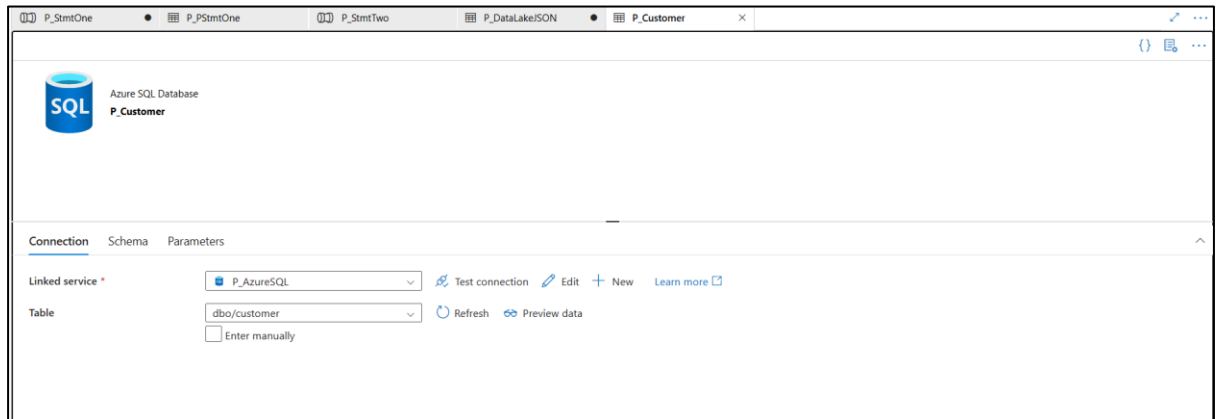 P_StmtOne P_PStmtOne P_StmtTwo P_DataLakeJSON P_Customer
{}
SQL
Azure SQL Database
P_Customer
Connection Schema Parameters
Linked service * P_AzureSQL Test connection Edit New Learn more
Table dbo/customer Refresh Preview data
Enter manually